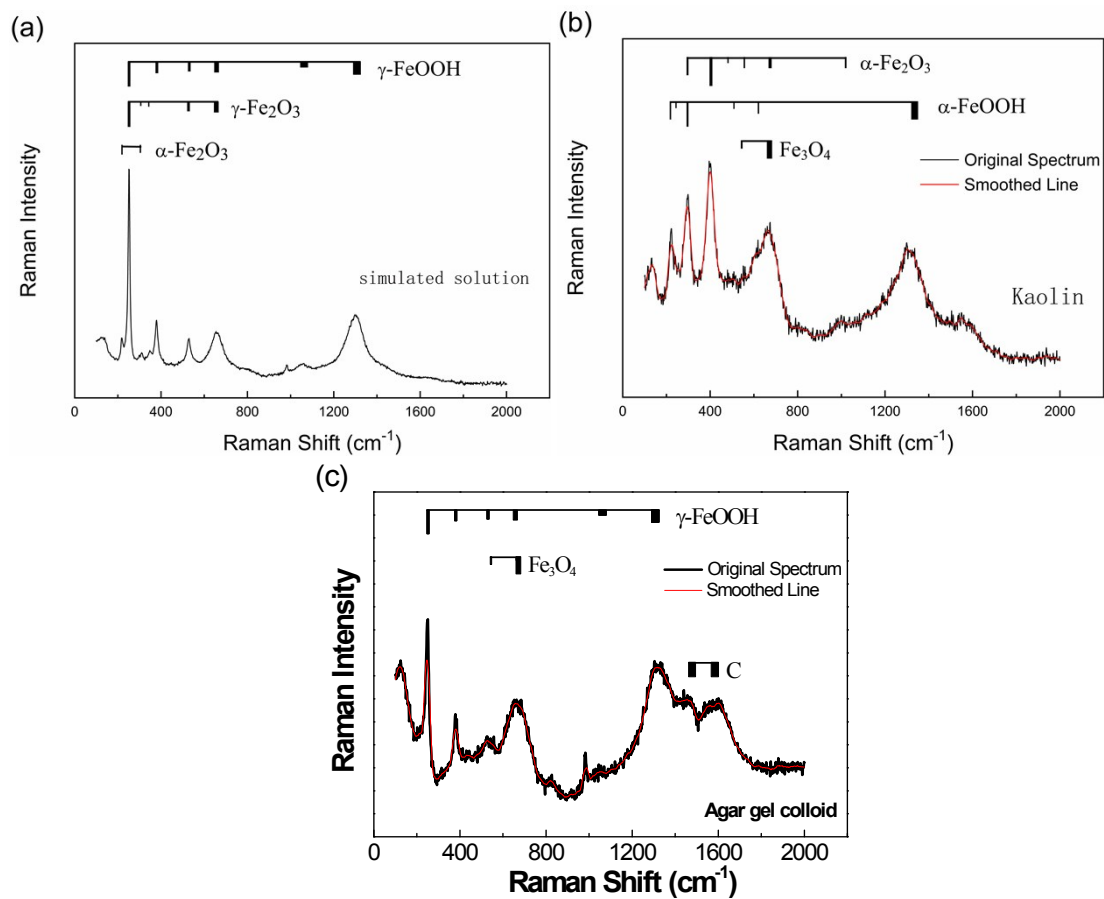 (a)
γ-FeOOH
γ-Fe₂O₃
α-Fe₂O₃
simulated solution
Raman Intensity
0 400 800 1200 1600 2000
Raman Shift (cm⁻¹)
(b)
α-Fe₂O₃
α-FeOOH
Fe₃O₄
Original Spectrum
Smoothed Line
Kaolin
Raman Intensity
0 400 800 1200 1600 2000
Raman Shift (cm⁻¹)
(c)
γ-FeOOH
Fe₃O₄
Original Spectrum
Smoothed Line
C
Agar gel colloid
Raman Intensity
0 400 800 1200 1600 2000
Raman Shift (cm⁻¹)